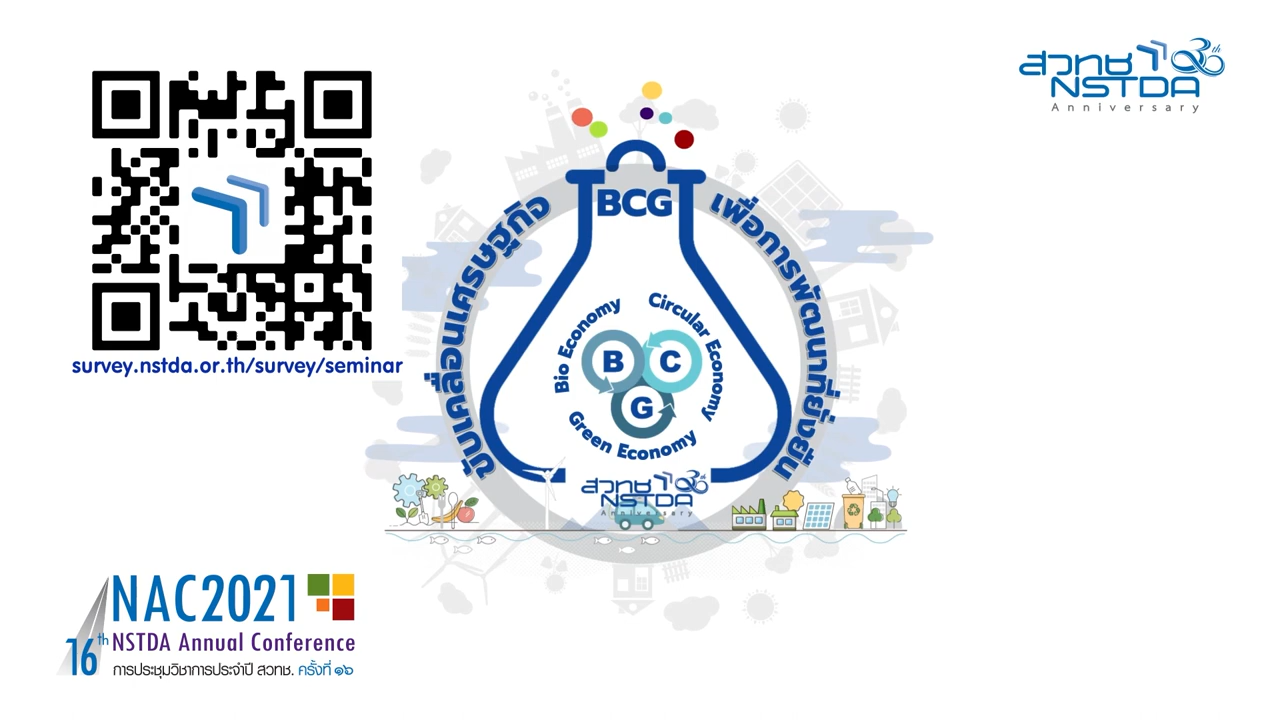 survey.nstda.or.th/survey/seminar
สวทช 30th
NSTDA
Anniversary
BCG
ขับเคลื่อนเศรษฐกิจ
เพื่อการพัฒนาที่ยั่งยืน
Bio Economy
Circular Economy
Green Economy
B
C
G
สวทช 30th
NSTDA
Anniversary
NAC2021
16th NSTDA Annual Conference
การประชุมวิชาการประจำปี สวทช. ครั้งที่ ๑๖